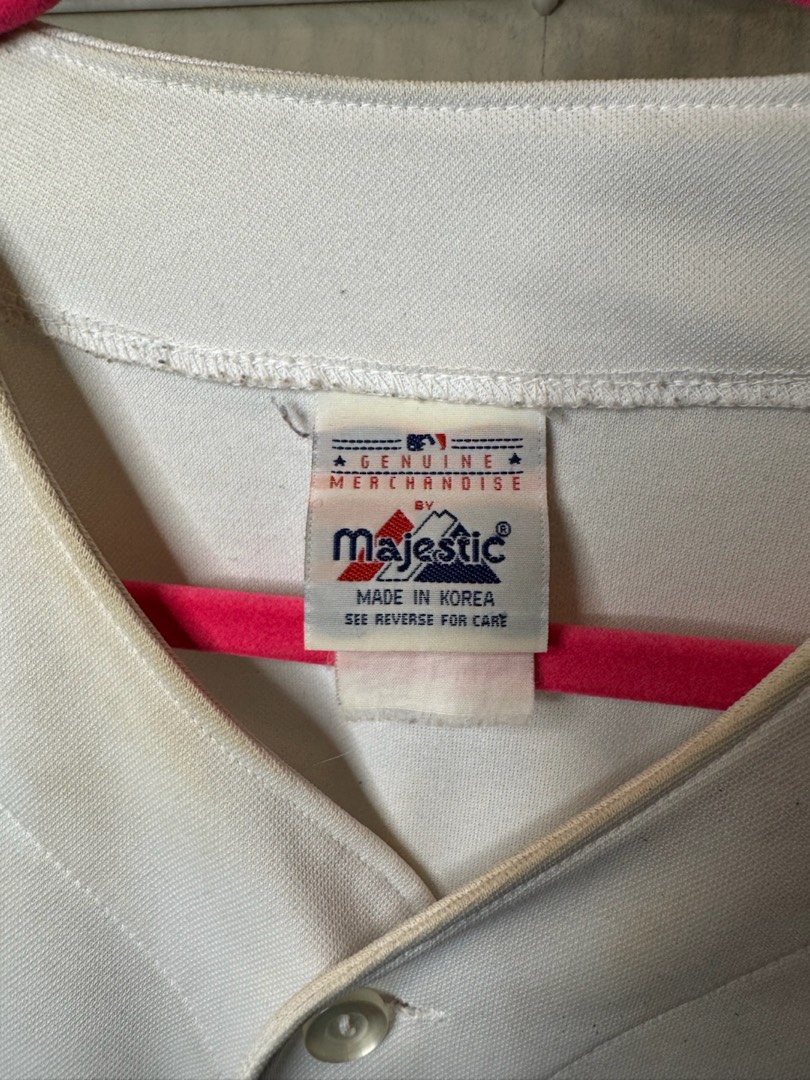 GENUINE
MERCHANDISE
BY
Majestic®
MADE IN KOREA
SEE REVERSE FOR CARE